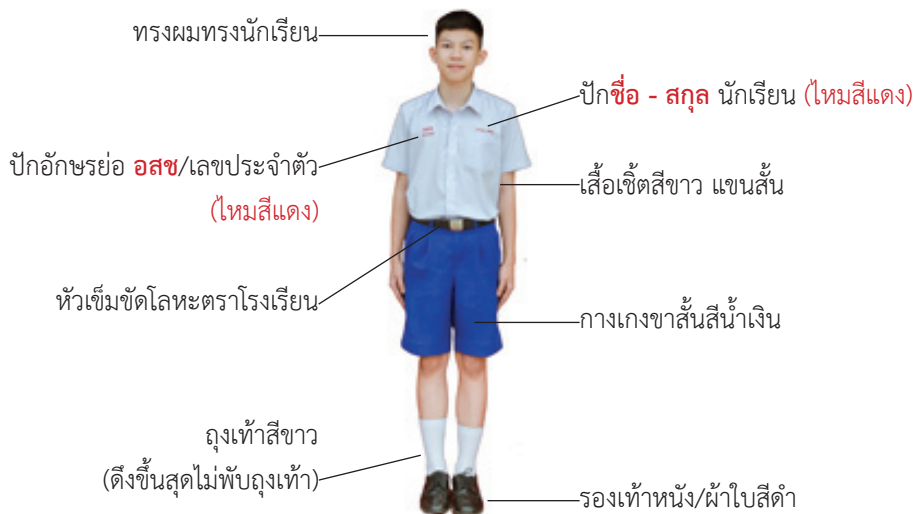 ทรงผมทรงนักเรียน
ปักชื่อ - สกุล นักเรียน (ไหมสีแดง)
ปักอักษรย่อ อสช/เลขประจำตัว
(ไหมสีแดง)
เสื้อเชิ้ตสีขาว แขนสั้น
หัวเข็มขัดโลหะตราโรงเรียน
กางเกงขาสั้นสีน้ำเงิน
ถุงเท้าสีขาว
(ดึงขึ้นสุดไม่พับถุงเท้า)
รองเท้าหนัง/ผ้าใบสีดำ